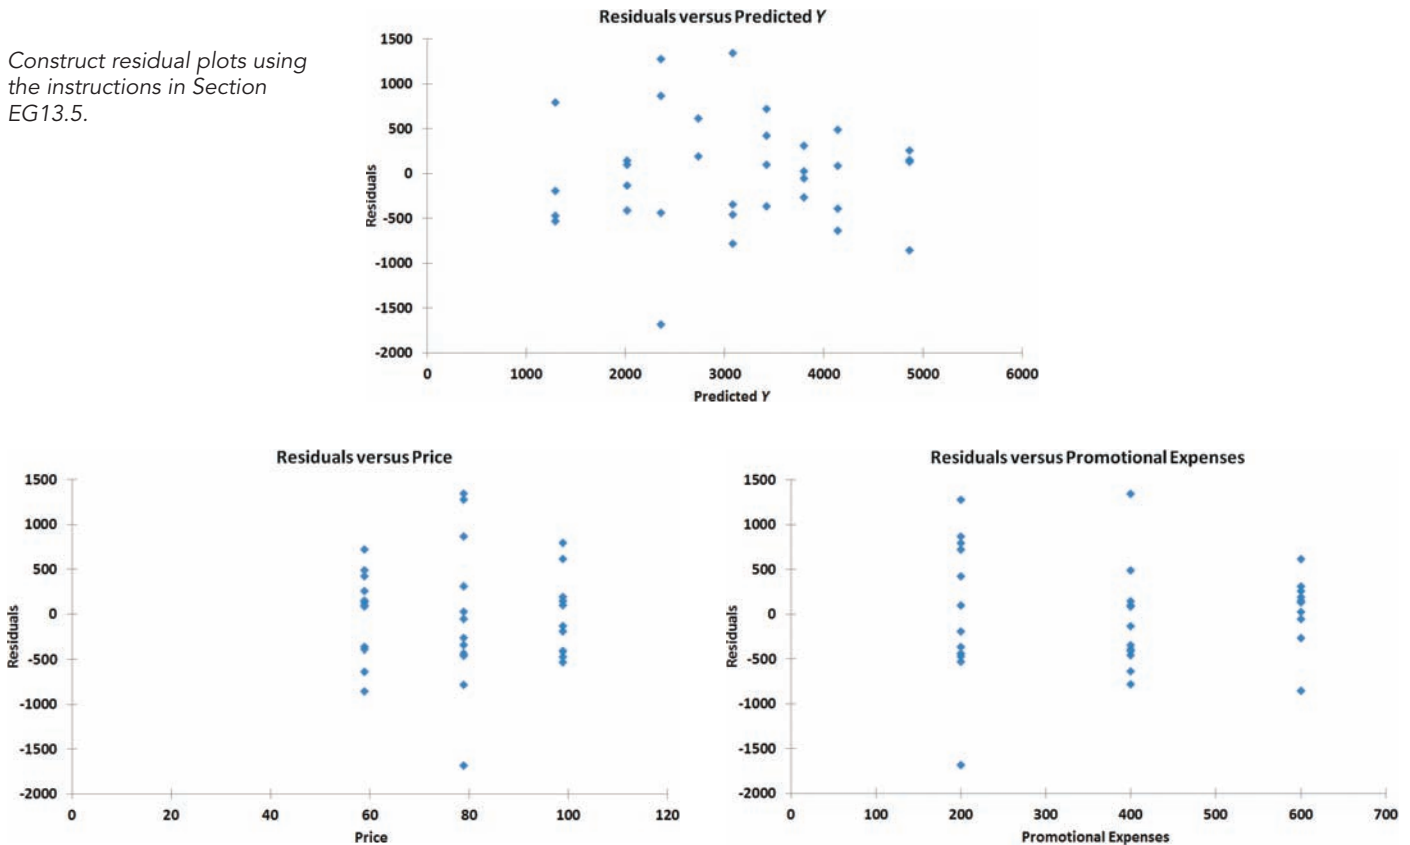 Construct residual plots using
the instructions in Section
EG13.5.
Residuals versus Predicted Y
1500
1000
500
0
-500
-1000
-1500
-2000
Residuals
0 1000 2000 3000 4000 5000 6000
Predicted Y
Residuals versus Price
1500
1000
500
0
-500
-1000
-1500
-2000
Residuals
0 20 40 60 80 100 120
Price
Residuals versus Promotional Expenses
1500
1000
500
0
-500
-1000
-1500
-2000
Residuals
0 100 200 300 400 500 600 700
Promotional Expenses